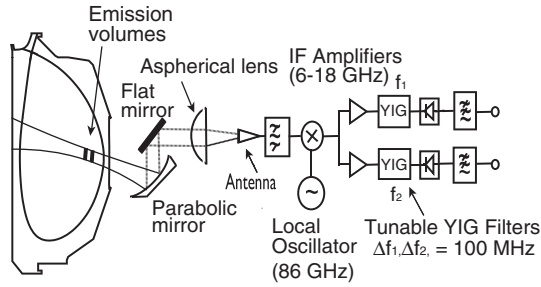 Emission
volumes
Aspherical lens
Flat
mirror
Parabolic
mirror
Antenna
Local
Oscillator
(86 GHz)
IF Amplifiers
(6-18 GHz)
f1
YIG
YIG
f2
Tunable YIG Filters
Δf1,Δf2, = 100 MHz